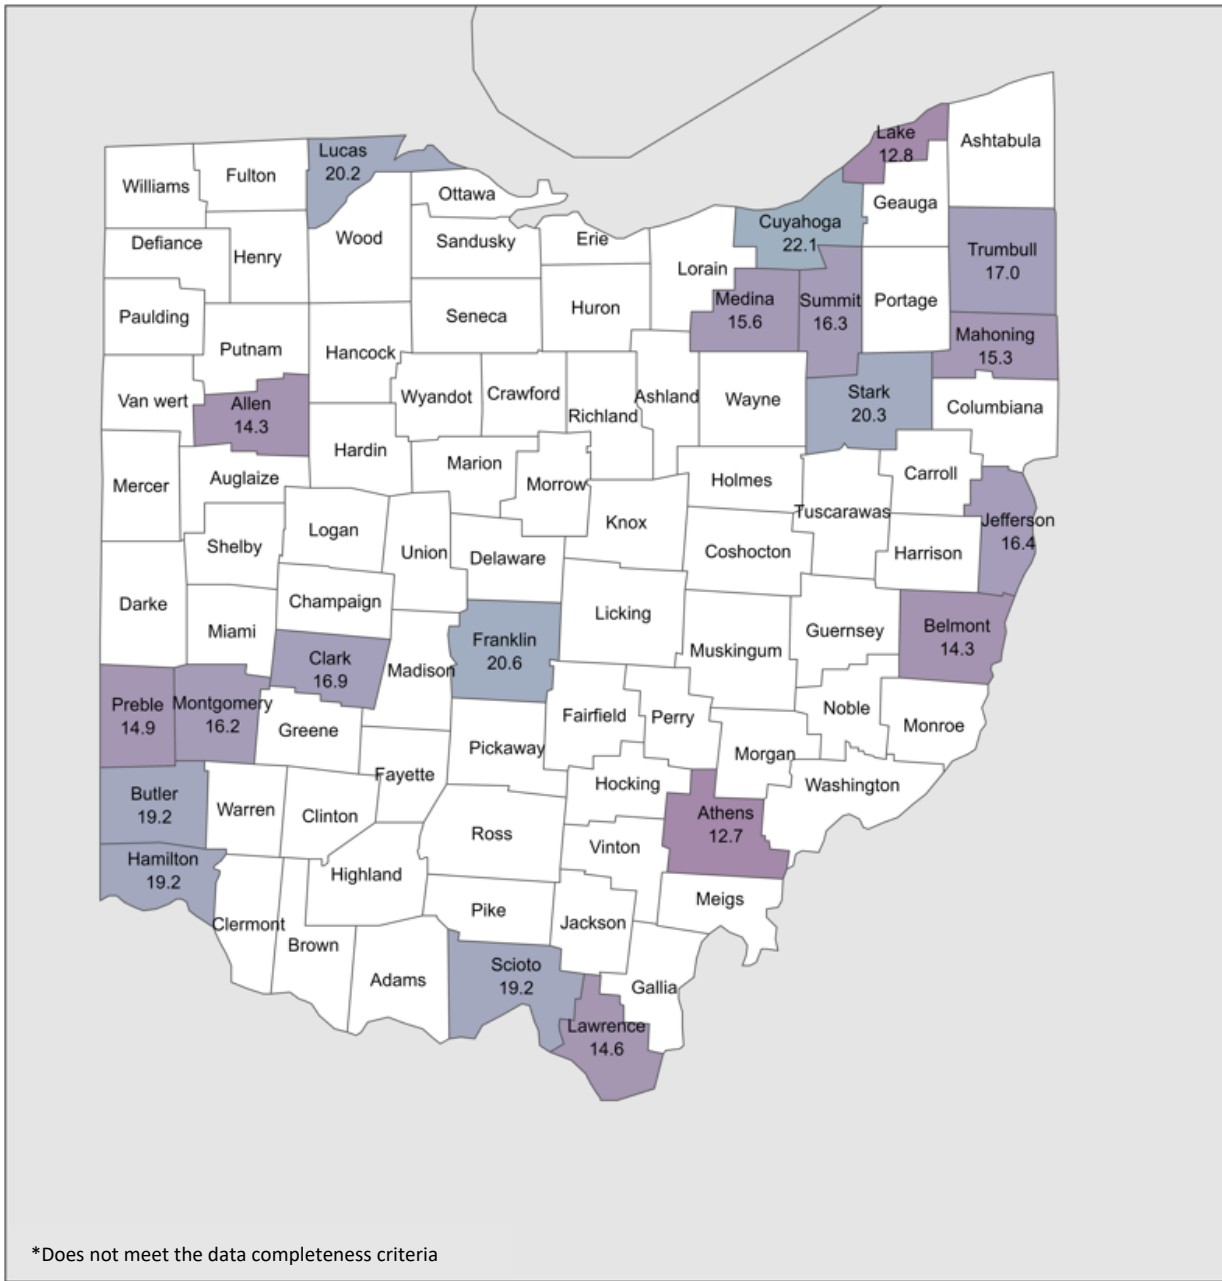 Lake
12.8
Ashtabula
Lucas
20.2
Williams
Fulton
Ottawa
Geauga
Cuyahoga
22.1
Defiance
Henry
Wood
Sandusky
Erie
Lorain
Trumbull
17.0
Medina
15.6
Summit
16.3
Portage
Paulding
Seneca
Huron
Mahoning
15.3
Putnam
Hancock
Van wert
Allen
14.3
Wyandot
Crawford
Richland
Ashland
Wayne
Stark
20.3
Columbiana
Hardin
Marion
Morrow
Mercer
Auglaize
Holmes
Carroll
Tuscarawas
Jefferson
16.4
Logan
Knox
Shelby
Union
Delaware
Coshocton
Harrison
Darke
Champaign
Licking
Miami
Guernsey
Belmont
14.3
Franklin
20.6
Muskingum
Clark
16.9
Madison
Preble
14.9
Montgomery
16.2
Greene
Fairfield
Perry
Noble
Monroe
Pickaway
Morgan
Fayette
Hocking
Washington
Butler
19.2
Warren
Clinton
Athens
12.7
Ross
Vinton
Hamilton
19.2
Highland
Meigs
Pike
Jackson
Clermont
Brown
Adams
Scioto
19.2
Gallia
Lawrence
14.6
*Does not meet the data completeness criteria